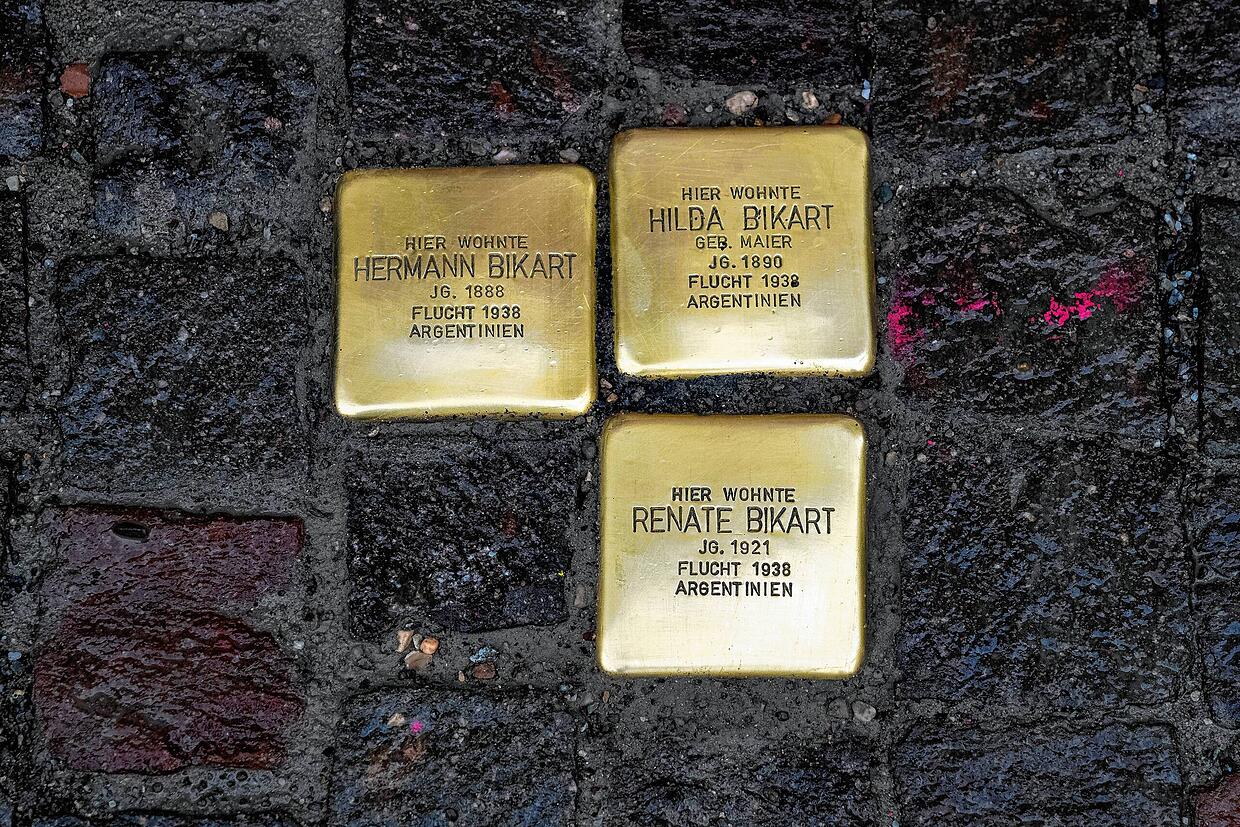 HIER WOHNTE
HERMANN BIKART
JG. 1888
FLUCHT 1938
ARGENTINIEN
HIER WOHNTE
HILDA BIKART
GEB. MAIER
JG. 1890
FLUCHT 1938
ARGENTINIEN
HIER WOHNTE
RENATE BIKART
JG. 1921
FLUCHT 1938
ARGENTINIEN